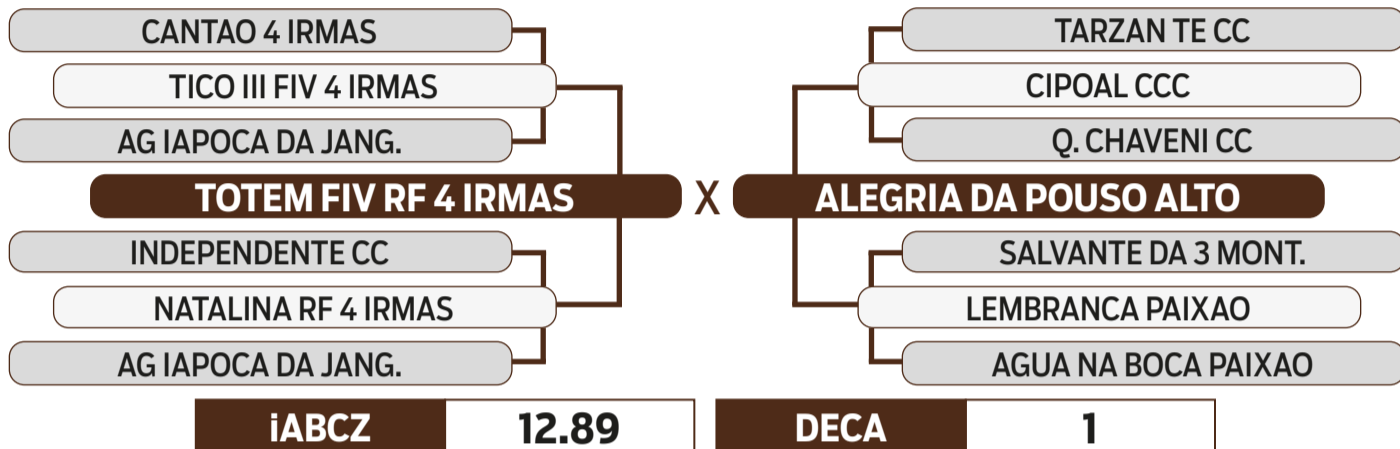 CANTAO 4 IRMAS
TICO III FIV 4 IRMAS
AG IAPOCA DA JANG.
TOTEM FIV RF 4 IRMAS
INDEPENDENTE CC
NATALINA RF 4 IRMAS
AG IAPOCA DA JANG.
X
TARZAN TE CC
CIPOAL CCC
Q. CHAVENI CC
ALEGRIA DA POUSO ALTO
SALVANTE DA 3 MONT.
LEMBRANCA PAIXAO
AGUA NA BOCA PAIXAO
iABCZ 12.89 DECA 1